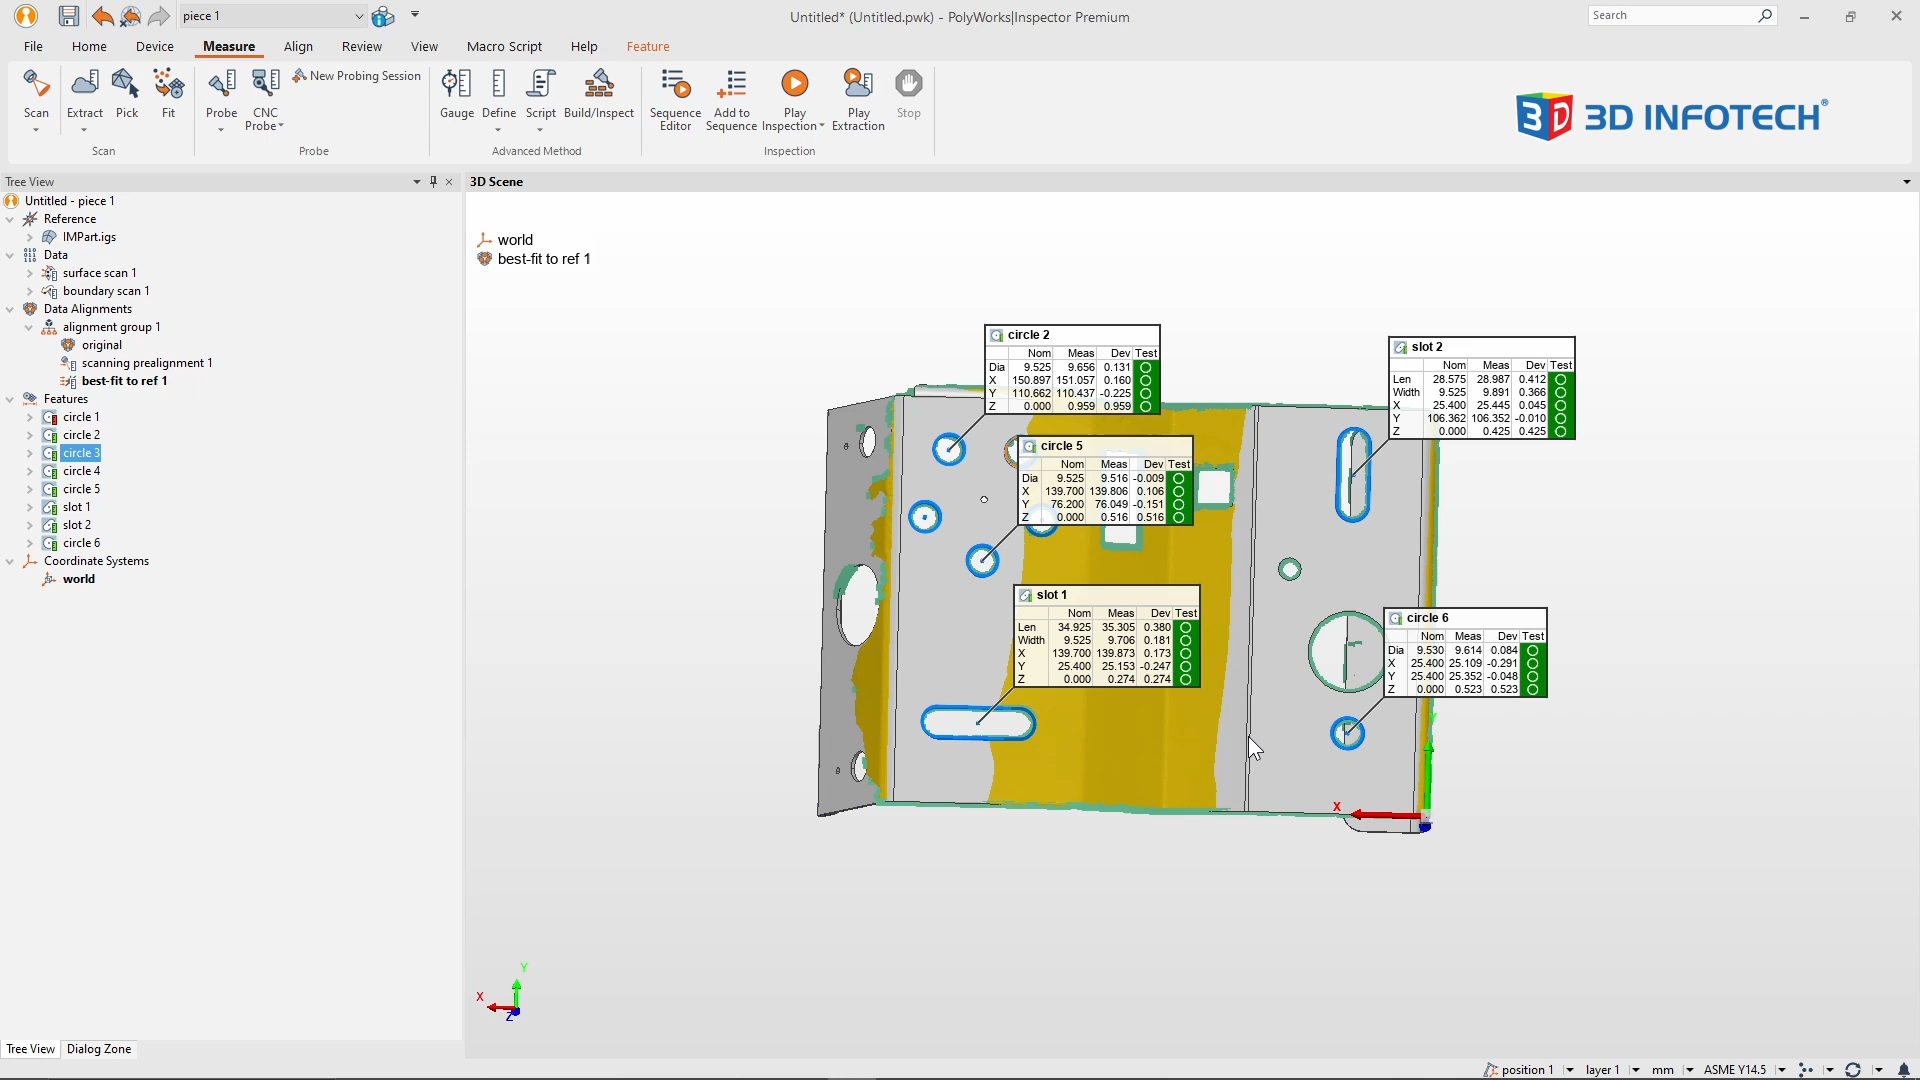 piece 1
Untitled* (Untitled.pwk) - PolyWorks|Inspector Premium
Search
File Home Device Measure Align Review View Macro Script Help Feature
Scan Extract Pick Fit
Scan
Probe CNC Probe New Probing Session
Probe
Gauge Define Script Build/Inspect
Advanced Method
Sequence Editor Add to Sequence Play Inspection Play Extraction Stop
Inspection
3D 3D INFOTECH®
Tree View
Untitled - piece 1
Reference
IMPart.igs
Data
surface scan 1
boundary scan 1
Data Alignments
alignment group 1
original
scanning prealignment 1
best-fit to ref 1
Features
circle 1
circle 2
circle 3
circle 4
circle 5
slot 1
slot 2
circle 6
Coordinate Systems
world
Tree View Dialog Zone
3D Scene
world
best-fit to ref 1
circle 2
Nom Meas Dev Test
Dia 9.525 9.656 0.131
X 150.897 151.057 0.160
Y 110.662 110.437 -0.225
Z 0.000 0.959 0.959
slot 2
Nom Meas Dev Test
Len 28.575 28.987 0.412
Width 9.525 9.891 0.366
X 25.400 25.445 0.045
Y 106.362 106.352 -0.010
Z 0.000 0.425 0.425
circle 5
Nom Meas Dev Test
Dia 9.525 9.516 -0.009
X 139.700 139.806 0.106
Y 76.200 76.049 -0.151
Z 0.000 0.516 0.516
slot 1
Nom Meas Dev Test
Len 34.925 35.305 0.380
Width 9.525 9.706 0.181
X 139.700 139.873 0.173
Y 25.400 25.153 -0.247
Z 0.000 0.274 0.274
circle 6
Nom Meas Dev Test
Dia 9.530 9.614 0.084
X 25.400 25.109 -0.291
Y 25.400 25.352 -0.048
Z 0.000 0.523 0.523
Y
X
Y
X
Z
position 1 layer 1 mm ASME Y14.5